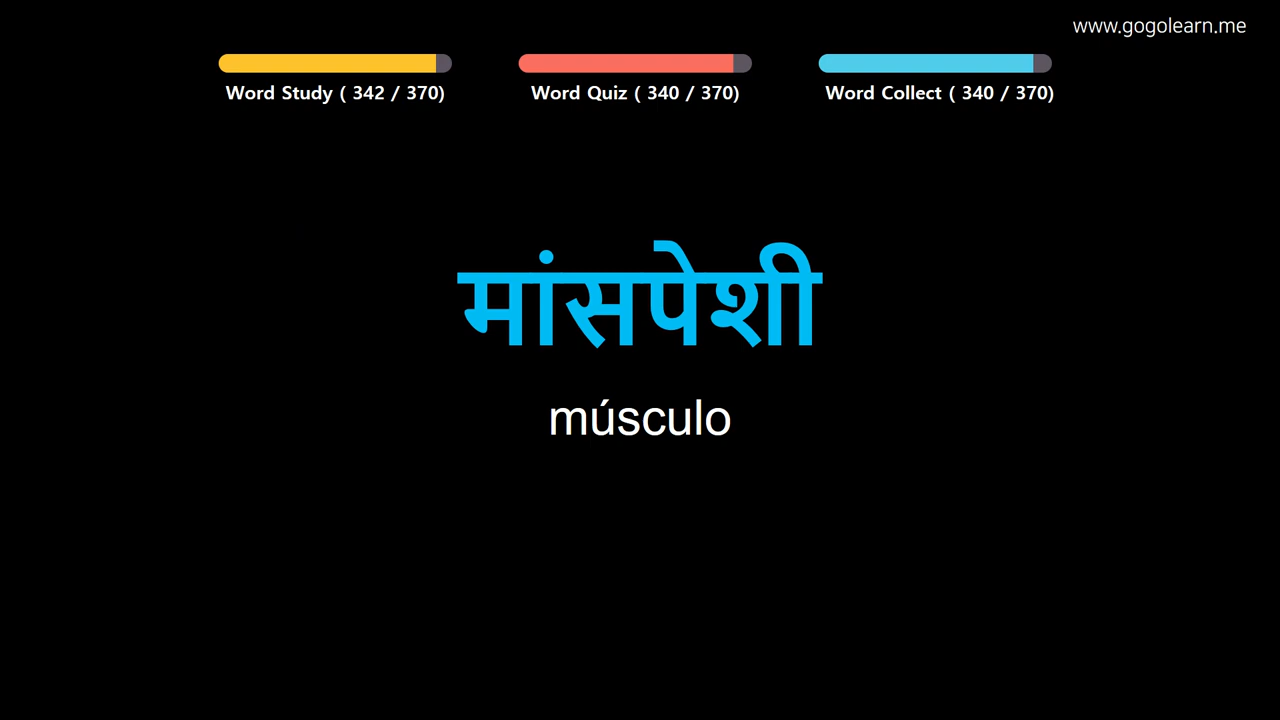 www.gogolearn.me
Word Study ( 342 / 370)
Word Quiz ( 340 / 370)
Word Collect ( 340 / 370)
मांसपेशी
músculo